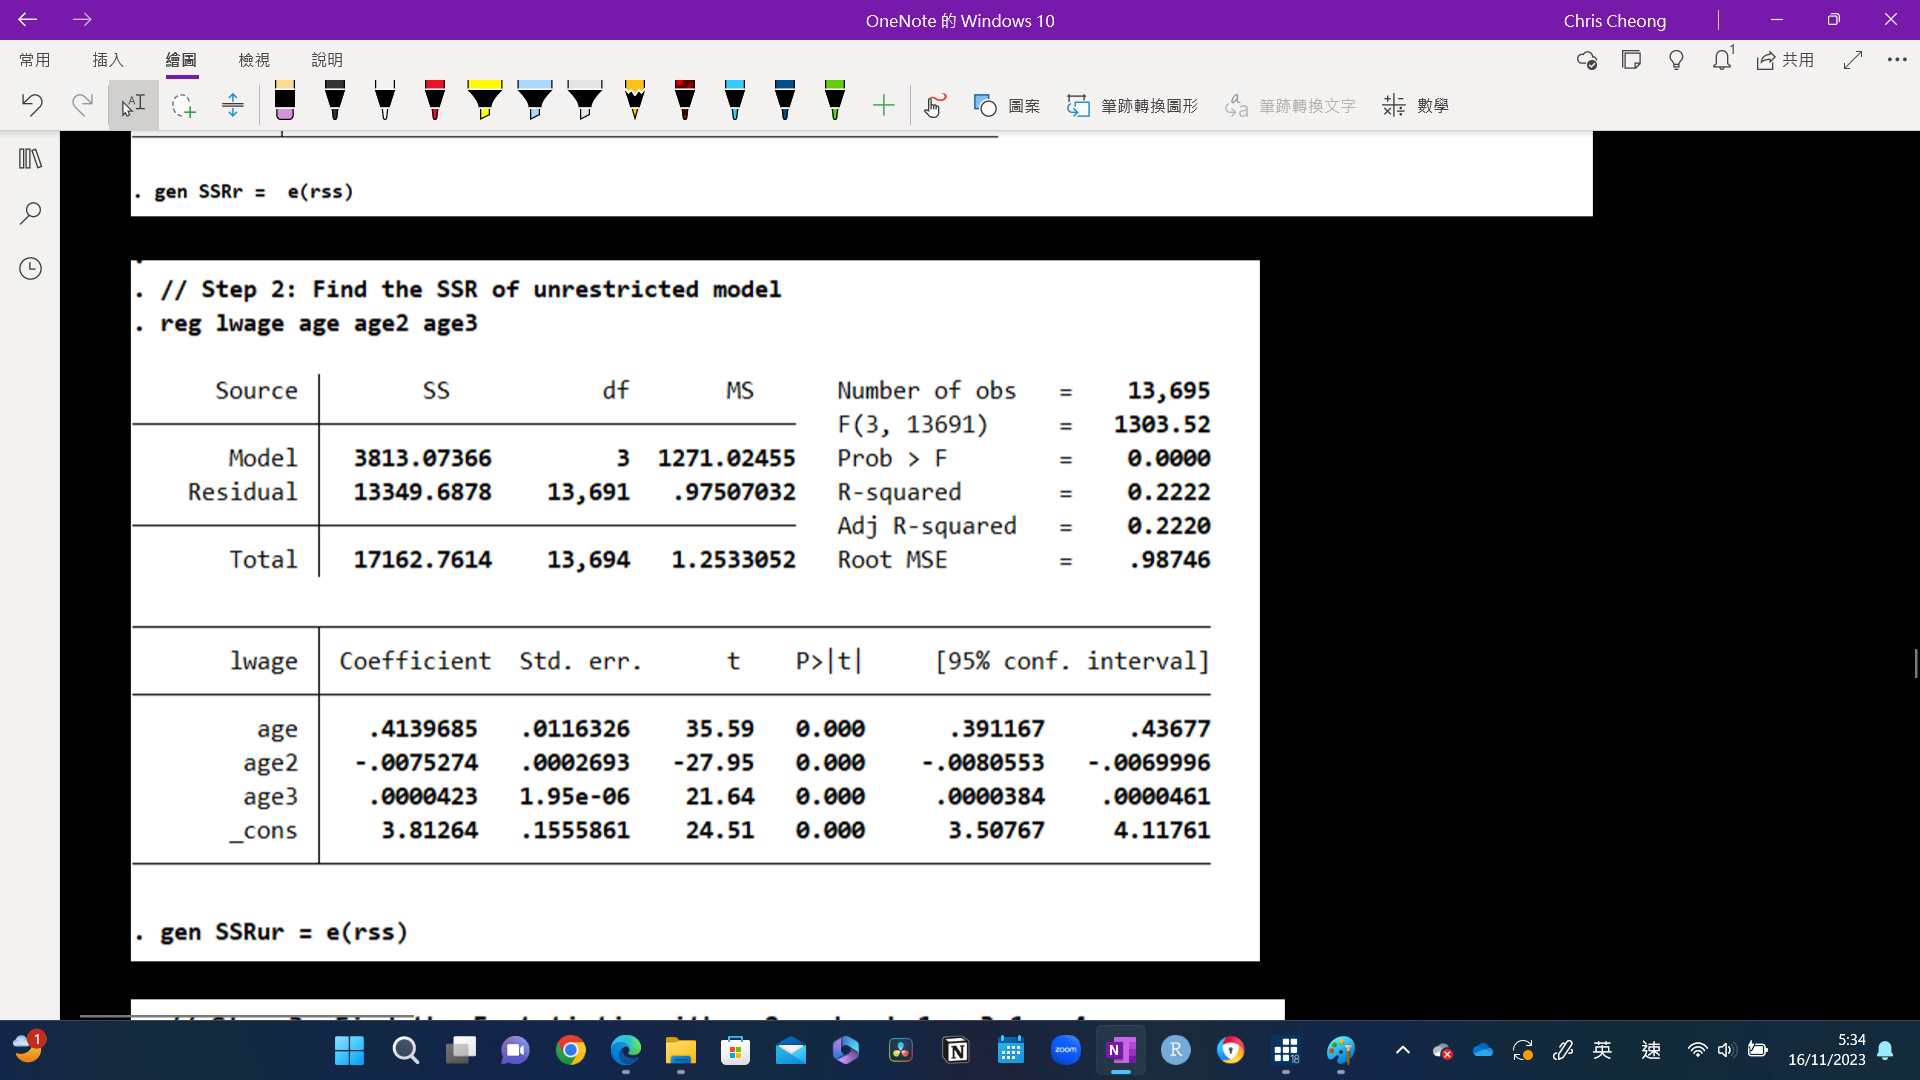 OneNote 的 Windows 10
Chris Cheong
常用 插入 繪圖 檢視 說明
1
共用
圖案 筆跡轉換圖形 筆跡轉換文字 數學
. gen SSRr =  e(rss)
. // Step 2: Find the SSR of unrestricted model
. reg lwage age age2 age3
Source SS df MS Number of obs = 13,695
F(3, 13691) = 1303.52
Model 3813.07366 3 1271.02455 Prob > F = 0.0000
Residual 13349.6878 13,691 .97507032 R-squared = 0.2222
Adj R-squared = 0.2220
Total 17162.7614 13,694 1.2533052 Root MSE = .98746
lwage Coefficient Std. err. t P>|t| [95% conf. interval]
age .4139685 .0116326 35.59 0.000 .391167 .43677
age2 -.0075274 .0002693 -27.95 0.000 -.0080553 -.0069996
age3 .0000423 1.95e-06 21.64 0.000 .0000384 .0000461
_cons 3.81264 .1555861 24.51 0.000 3.50767 4.11761
. gen SSRur = e(rss)
1
zoom
N
R
18
英
速
5:34
16/11/2023